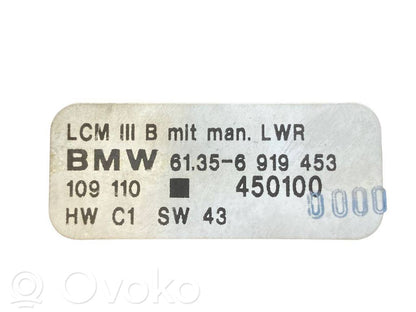 LCM III B mit man. LWR
BMW 61.35-6 919 453
109 110 ■ 450100
0000
HW C1 SW 43
© OVOKO